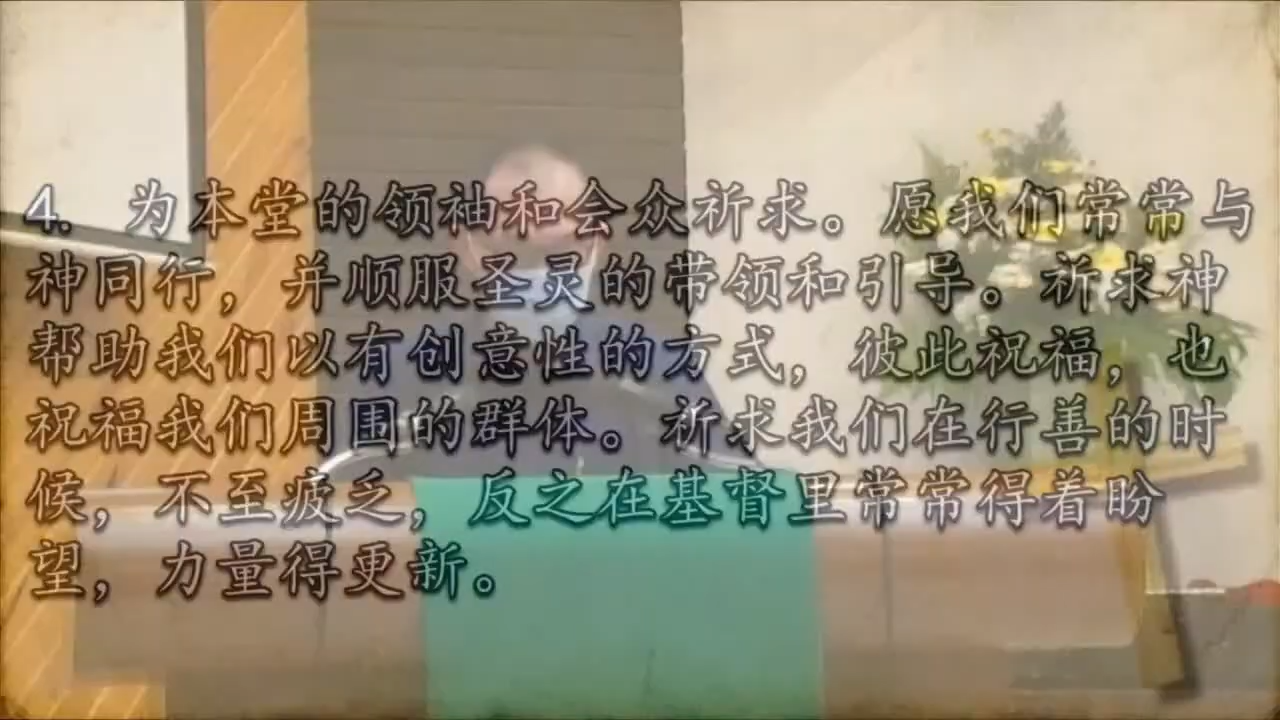 4. 为本堂的领袖和会众祈求。愿我们常常与
神同行，并顺服圣灵的带领和引导。祈求神
帮助我们以有创意性的方式，彼此祝福，也
祝福我们周围的群体。祈求我们在行善的时
候，不至疲乏，反之在基督里常常得着盼
望，力量得更新。